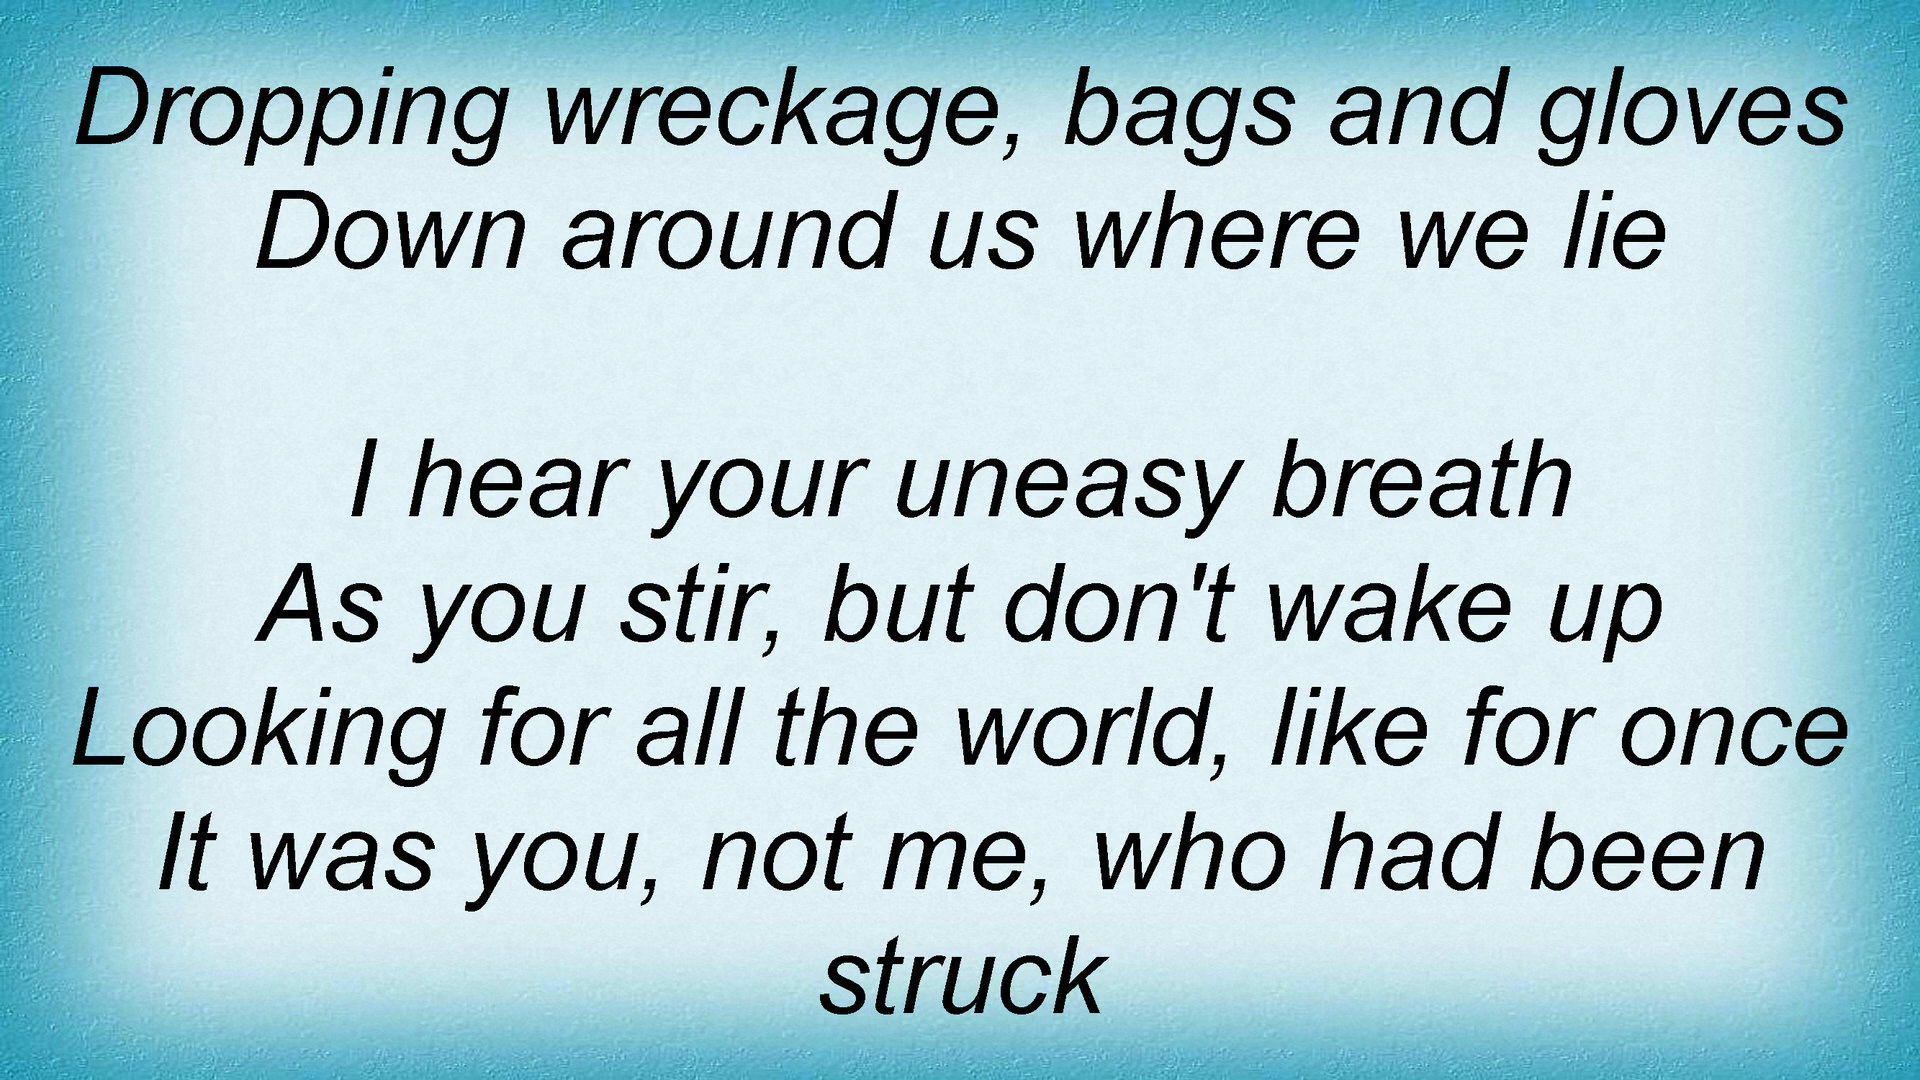 Dropping wreckage, bags and gloves
Down around us where we lie
I hear your uneasy breath
As you stir, but don't wake up
Looking for all the world, like for once
It was you, not me, who had been
struck